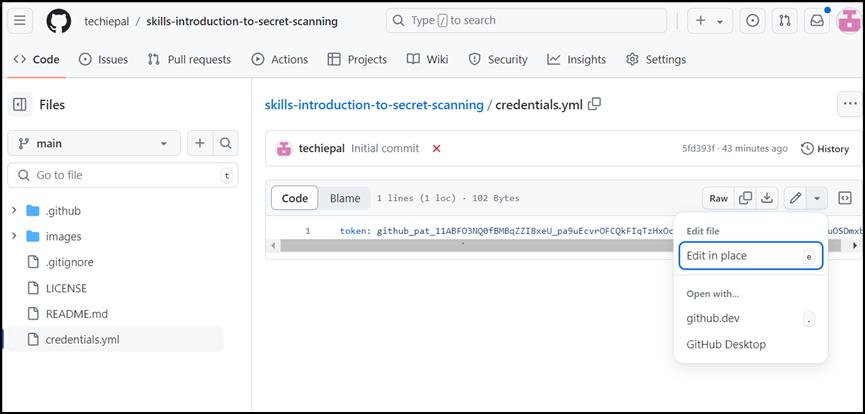 techiepal / skills-introduction-to-secret-scanning
Type / to search
Code Issues Pull requests Actions Projects Wiki Security Insights Settings
Files
main
Go to file t
.github
images
.gitignore
LICENSE
README.md
credentials.yml
skills-introduction-to-secret-scanning / credentials.yml
techiepal Initial commit 5fd393f · 43 minutes ago History
Code Blame 1 lines (1 loc) · 102 Bytes Raw
1 token: github_pat_11ABFO3NQ0fBMBqZZI8xeU_pa9uEcvrOFCQkFIqTzHxOc uOSDmxb
Edit file
Edit in place e
Open with...
github.dev .
GitHub Desktop